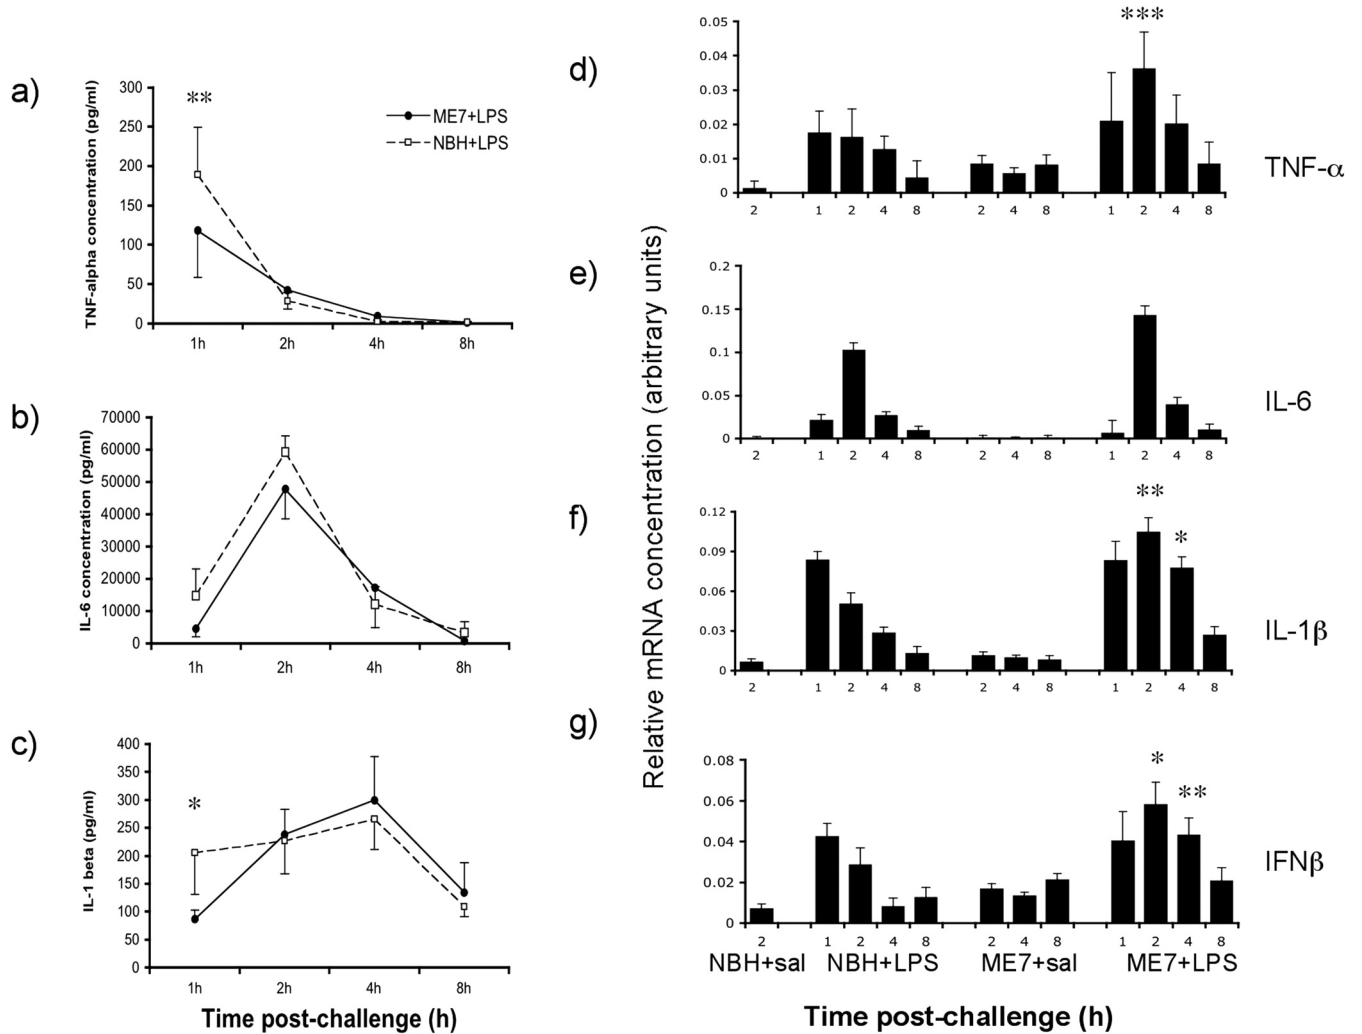 a)
TNF-alpha concentration (pg/ml)
300
250
200
150
100
50
0
**
ME7+LPS
NBH+LPS
1h 2h 4h 8h
b)
IL-6 concentration (pg/ml)
70000
60000
50000
40000
30000
20000
10000
0
1h 2h 4h 8h
c)
IL-1 beta (pg/ml)
400
350
300
250
200
150
100
50
0
*
1h 2h 4h 8h
Time post-challenge (h)
Relative mRNA concentration (arbitrary units)
d)
0.05
0.04
0.03
0.02
0.01
0
***
2 1 2 4 8 2 4 8 1 2 4 8
TNF-α
e)
0.2
0.15
0.1
0.05
0
2 1 2 4 8 2 4 8 1 2 4 8
IL-6
f)
0.12
0.09
0.06
0.03
0
**
*
2 1 2 4 8 2 4 8 1 2 4 8
IL-1β
g)
0.08
0.06
0.04
0.02
0
*
**
2 1 2 4 8 2 4 8 1 2 4 8
IFNβ
NBH+sal NBH+LPS ME7+sal ME7+LPS
Time post-challenge (h)